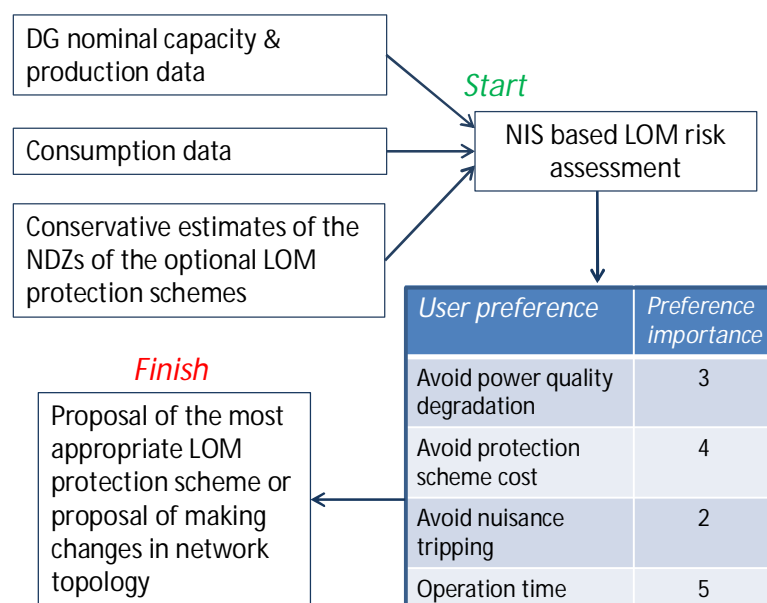 DG nominal capacity &
production data
Start
Consumption data
NIS based LOM risk
assessment
Conservative estimates of the
NDZs of the optional LOM
protection schemes
User preference
Preference
importance
Avoid power quality
degradation
3
Avoid protection
scheme cost
4
Avoid nuisance
tripping
2
Operation time
5
Finish
Proposal of the most
appropriate LOM
protection scheme or
proposal of making
changes in network
topology